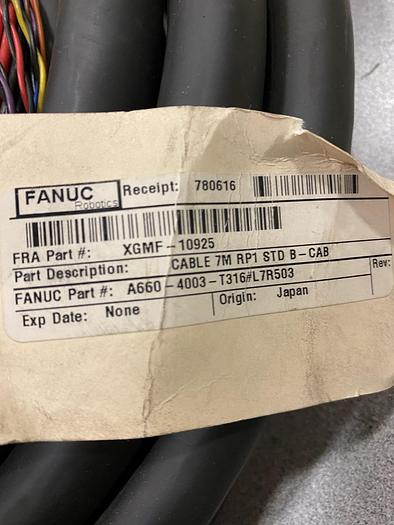 FANUC Robotics Receipt: 780616
FRA Part #: XGMF-10925
Part Description: CABLE 7M RP1 STD B-CAB Rev:
FANUC Part #: A660-4003-T316#L7R503
Exp Date: None Origin: Japan